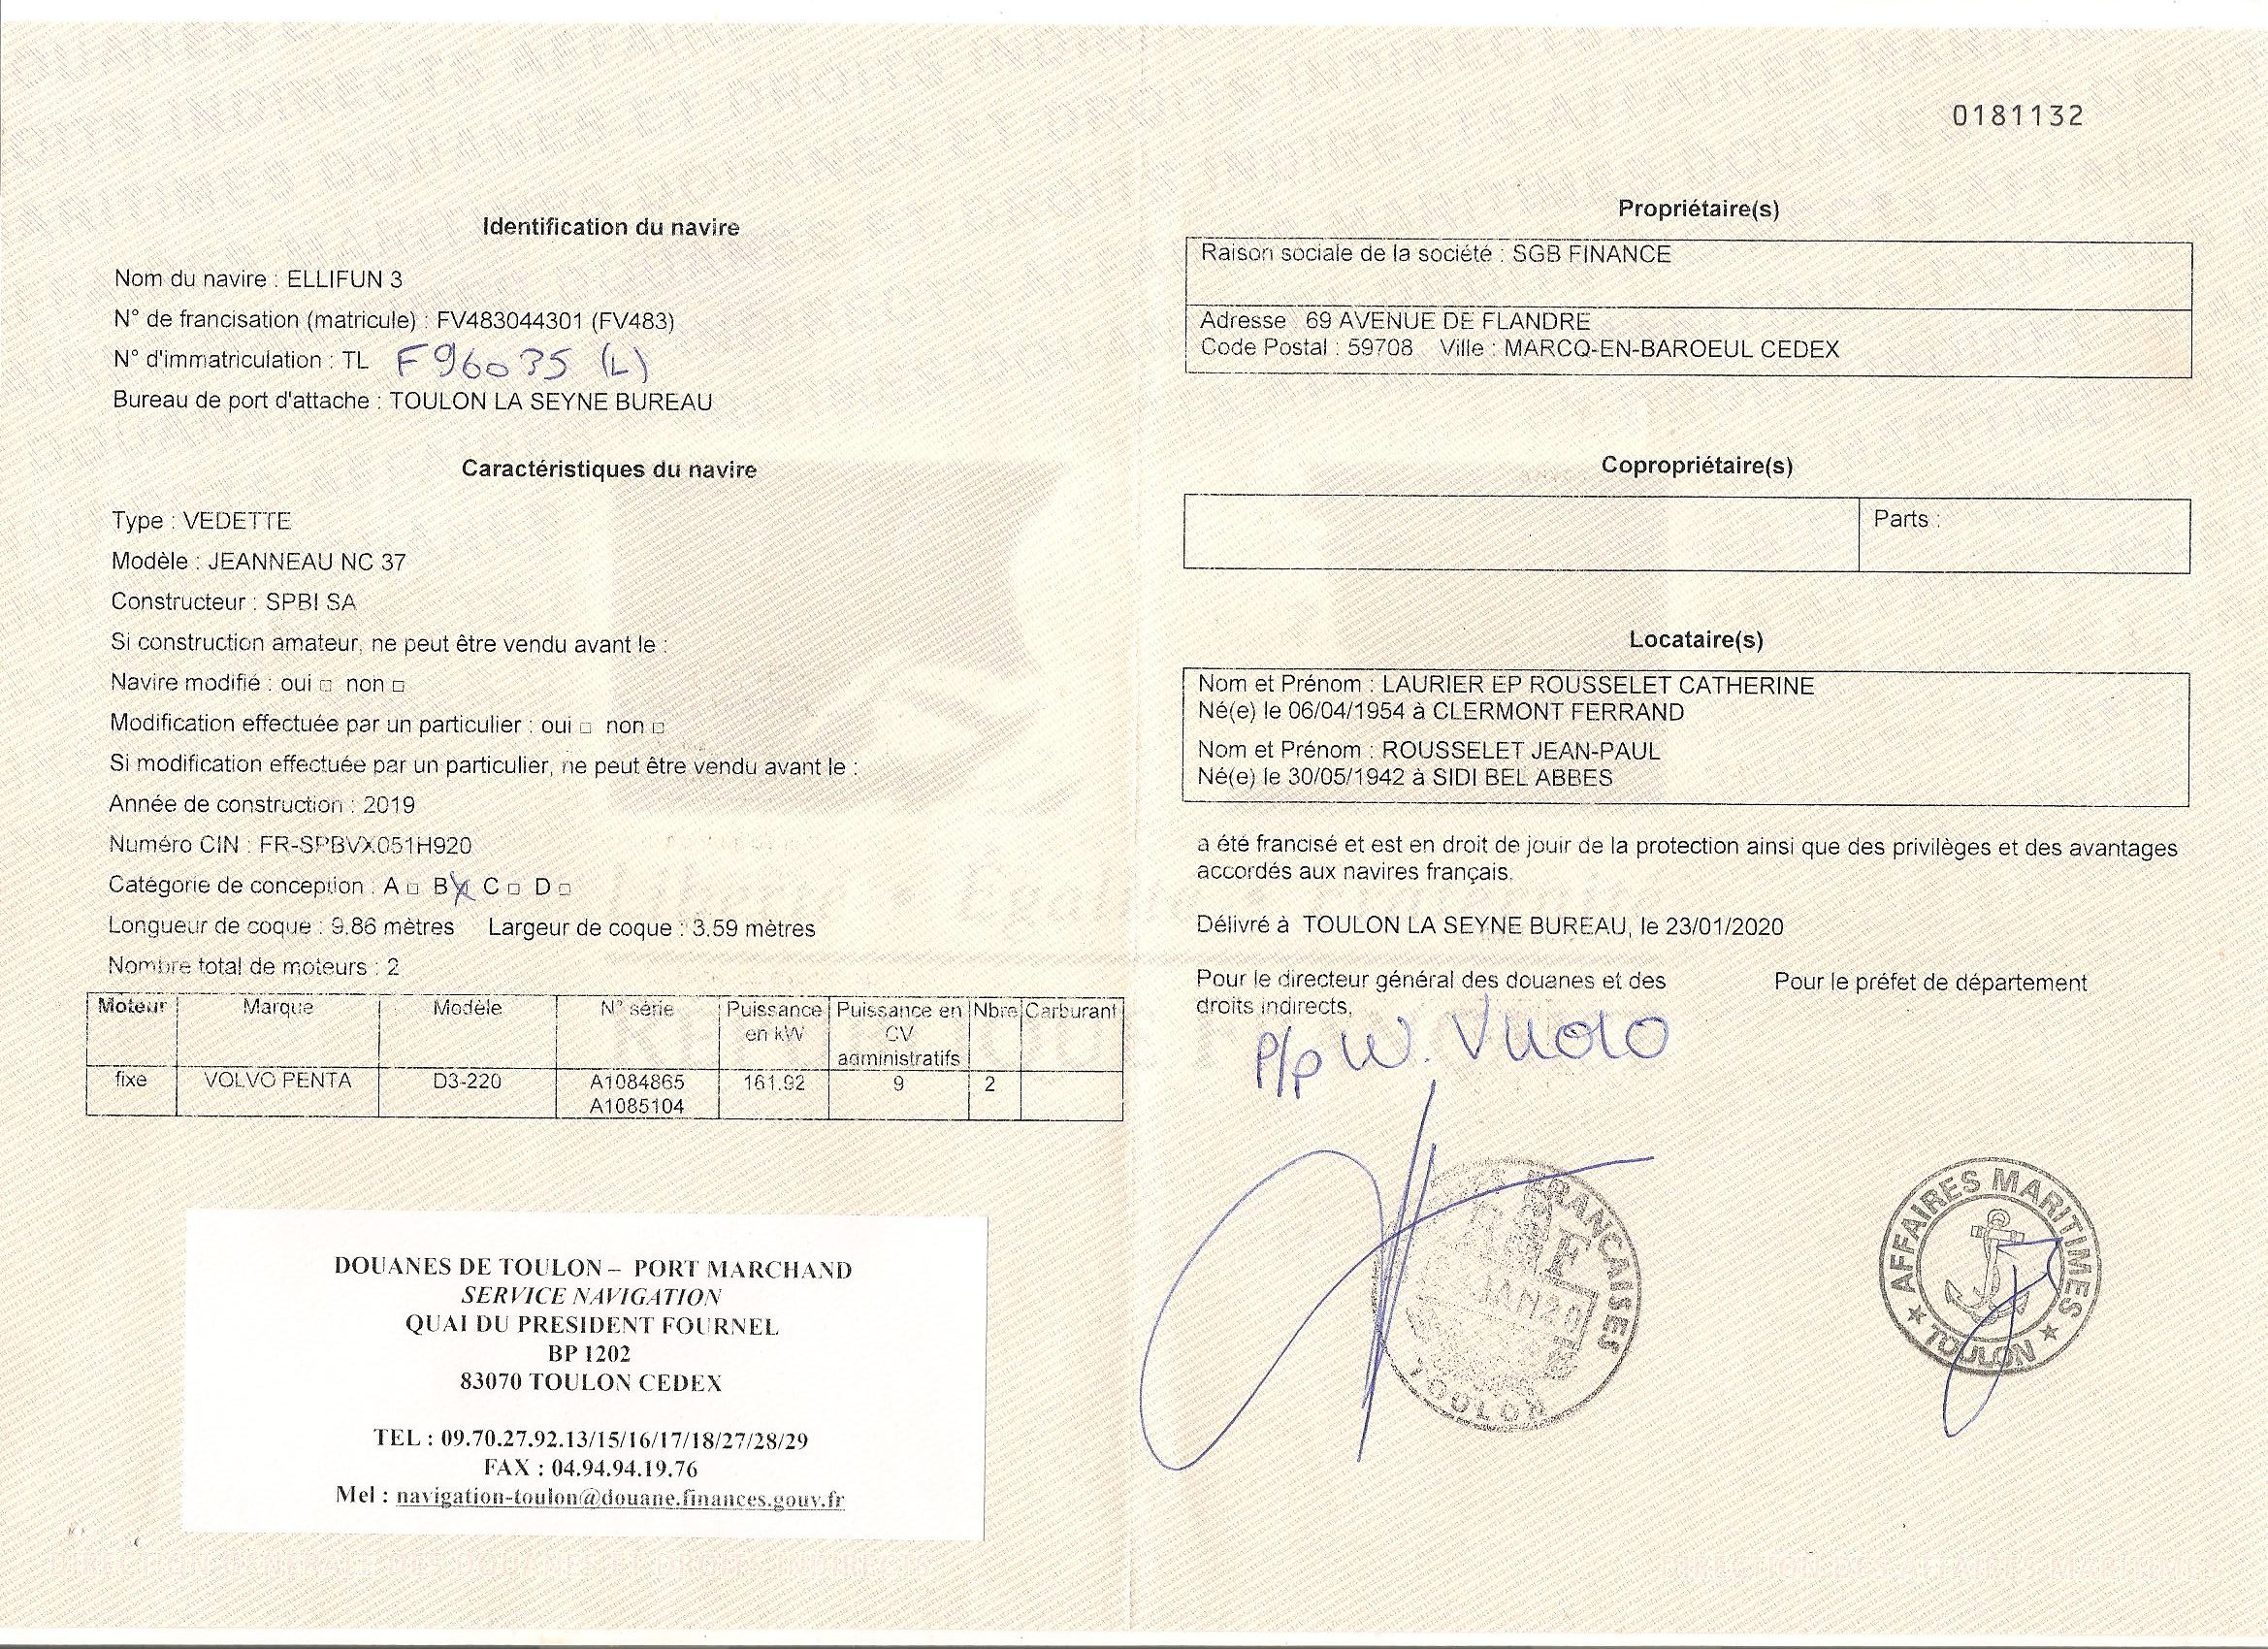 0181132
Identification du navire
Nom du navire : ELLIFUN 3
N° de francisation (matricule) : FV483044301 (FV483)
N° d'immatriculation : TL F96035 (L)
Bureau de port d'attache : TOULON LA SEYNE BUREAU
Caractéristiques du navire
Type : VEDETTE
Modèle : JEANNEAU NC 37
Constructeur : SPBI SA
Si construction amateur, ne peut être vendu avant le :
Navire modifié : oui □ non □
Modification effectuée par un particulier : oui □ non □
Si modification effectuée par un particulier, ne peut être vendu avant le :
Année de construction : 2019
Numéro CIN : FR-SPBVX051H920
Catégorie de conception : A □ B X C □ D □
Longueur de coque : 9.86 mètres Largeur de coque : 3.59 mètres
Nombre total de moteurs : 2
Moteur Marque Modèle N° série Puissance en kW Puissance en CV administratifs Nbre Carburant
fixe VOLVO PENTA D3-220 A1084865 161.92 9 2
A1085104
DOUANES DE TOULON – PORT MARCHAND
SERVICE NAVIGATION
QUAI DU PRESIDENT FOURNEL
BP 1202
83070 TOULON CEDEX
TEL : 09.70.27.92.13/15/16/17/18/27/28/29
FAX : 04.94.94.19.76
Mel : navigation-toulon@douane.finances.gouv.fr
Propriétaire(s)
Raison sociale de la société : SGB FINANCE
Adresse : 69 AVENUE DE FLANDRE
Code Postal : 59708 Ville : MARCQ-EN-BAROEUL CEDEX
Copropriétaire(s)
Parts :
Locataire(s)
Nom et Prénom : LAURIER EP ROUSSELET CATHERINE
Né(e) le 06/04/1954 à CLERMONT FERRAND
Nom et Prénom : ROUSSELET JEAN-PAUL
Né(e) le 30/05/1942 à SIDI BEL ABBES
a été francisé et est en droit de jouir de la protection ainsi que des privilèges et des avantages
accordés aux navires français.
Délivré à TOULON LA SEYNE BUREAU, le 23/01/2020
Pour le directeur général des douanes et des
droits indirects,
Pour le préfet de département
p/p W. Vuolo
FRANCAISES
TOULON
AFFAIRES MARITIMES
TOULON